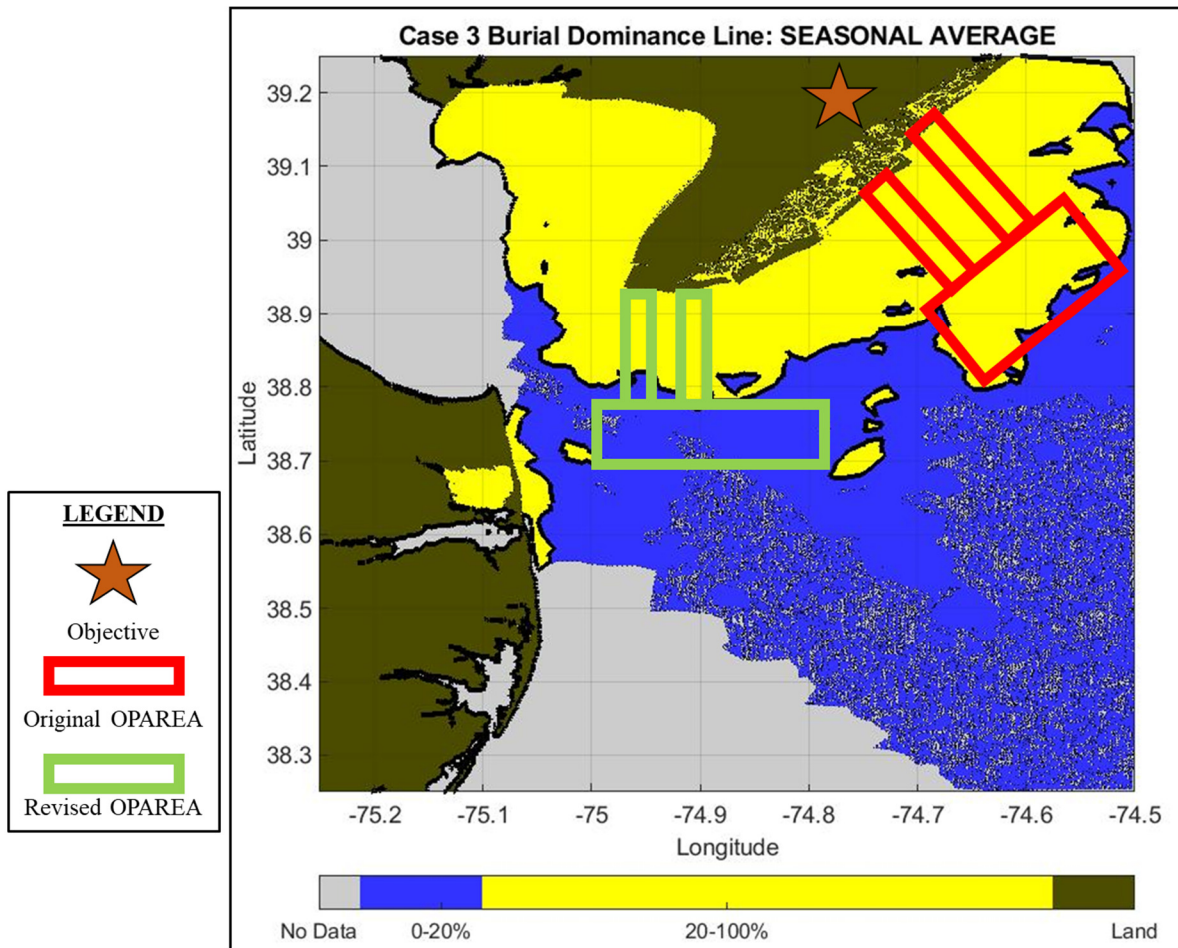 Case 3 Burial Dominance Line: SEASONAL AVERAGE
39.2
39.1
39
38.9
38.8
38.7
38.6
38.5
38.4
38.3
Latitude
-75.2 -75.1 -75 -74.9 -74.8 -74.7 -74.6 -74.5
Longitude
No Data 0-20% 20-100% Land
LEGEND
Objective
Original OPAREA
Revised OPAREA